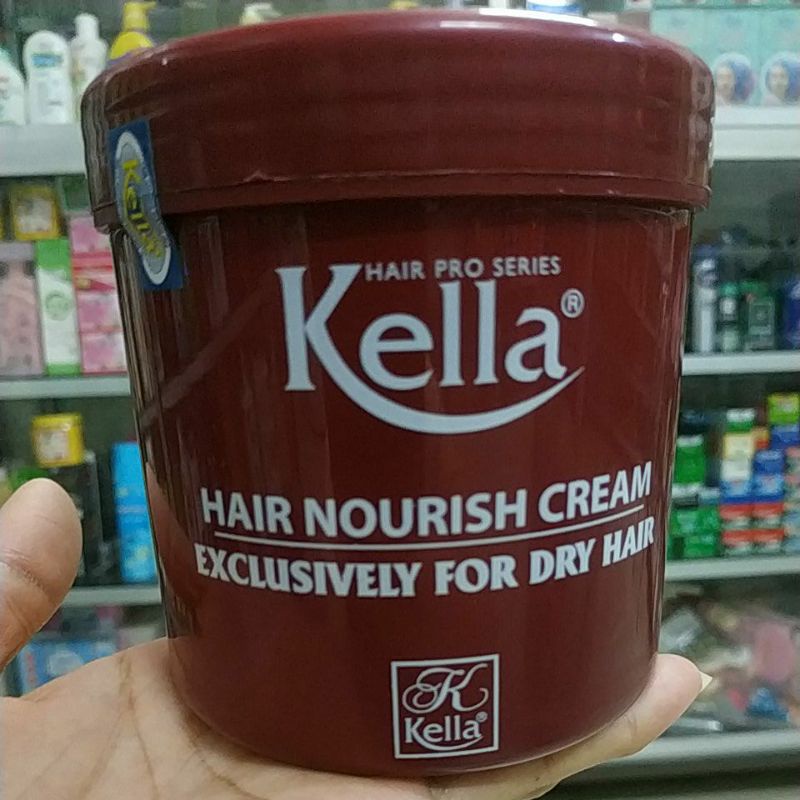 Kella
HAIR PRO SERIES
Kella®
HAIR NOURISH CREAM
EXCLUSIVELY FOR DRY HAIR
K
Kella®